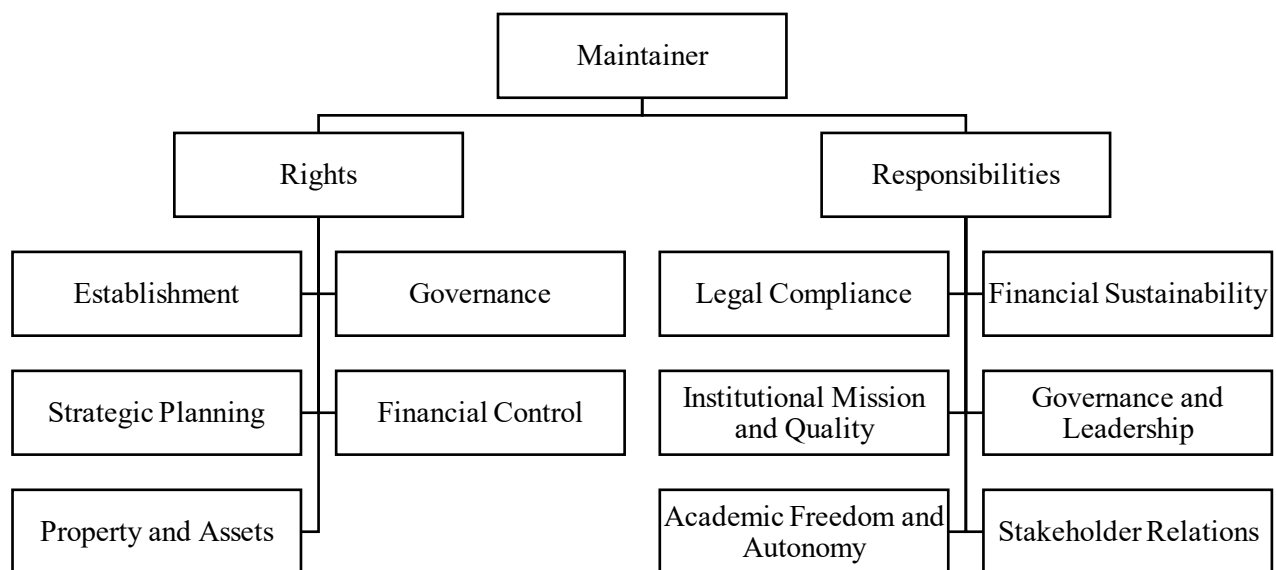 Maintainer
Rights
Responsibilities
Establishment
Governance
Legal Compliance
Financial Sustainability
Strategic Planning
Financial Control
Institutional Mission
and Quality
Governance and
Leadership
Property and Assets
Academic Freedom and
Autonomy
Stakeholder Relations